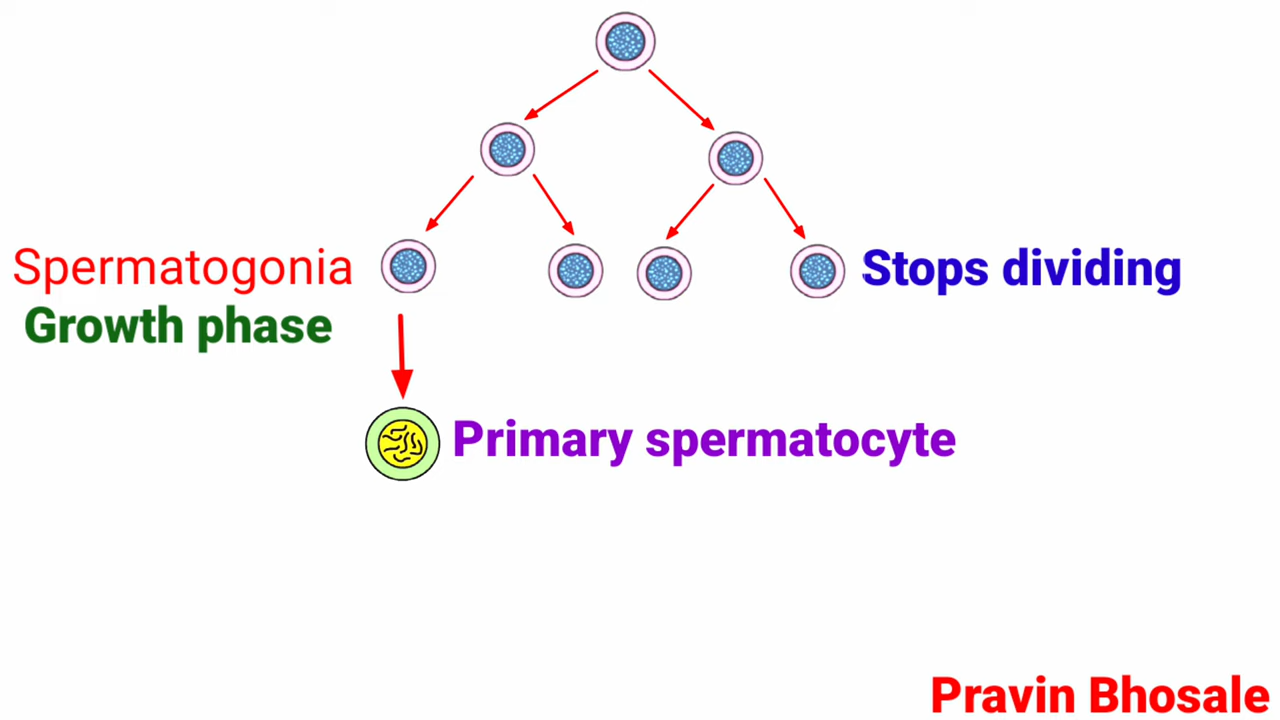 Spermatogonia
Stops dividing
Growth phase
Primary spermatocyte
Pravin Bhosale